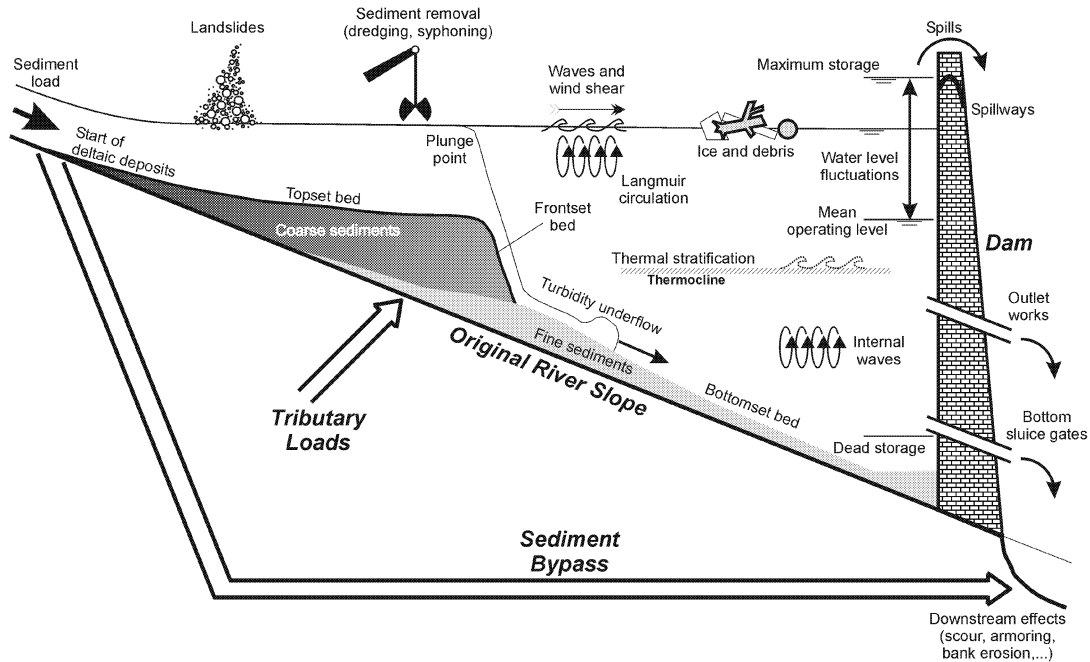 Sediment
load
Landslides
Sediment removal
(dredging, syphoning)
Waves and
wind shear
Spills
Maximum storage
Spillways
Start of
deltaic deposits
Plunge
point
Ice and debris
Water level
fluctuations
Langmuir
circulation
Topset bed
Coarse sediments
Frontset
bed
Mean
operating level
Dam
Thermal stratification
Thermocline
Turbidity underflow
Outlet
works
Fine sediments
Internal
waves
Original River Slope
Tributary
Loads
Bottomset bed
Bottom
sluice gates
Dead storage
Sediment
Bypass
Downstream effects
(scour, armoring,
bank erosion,...)